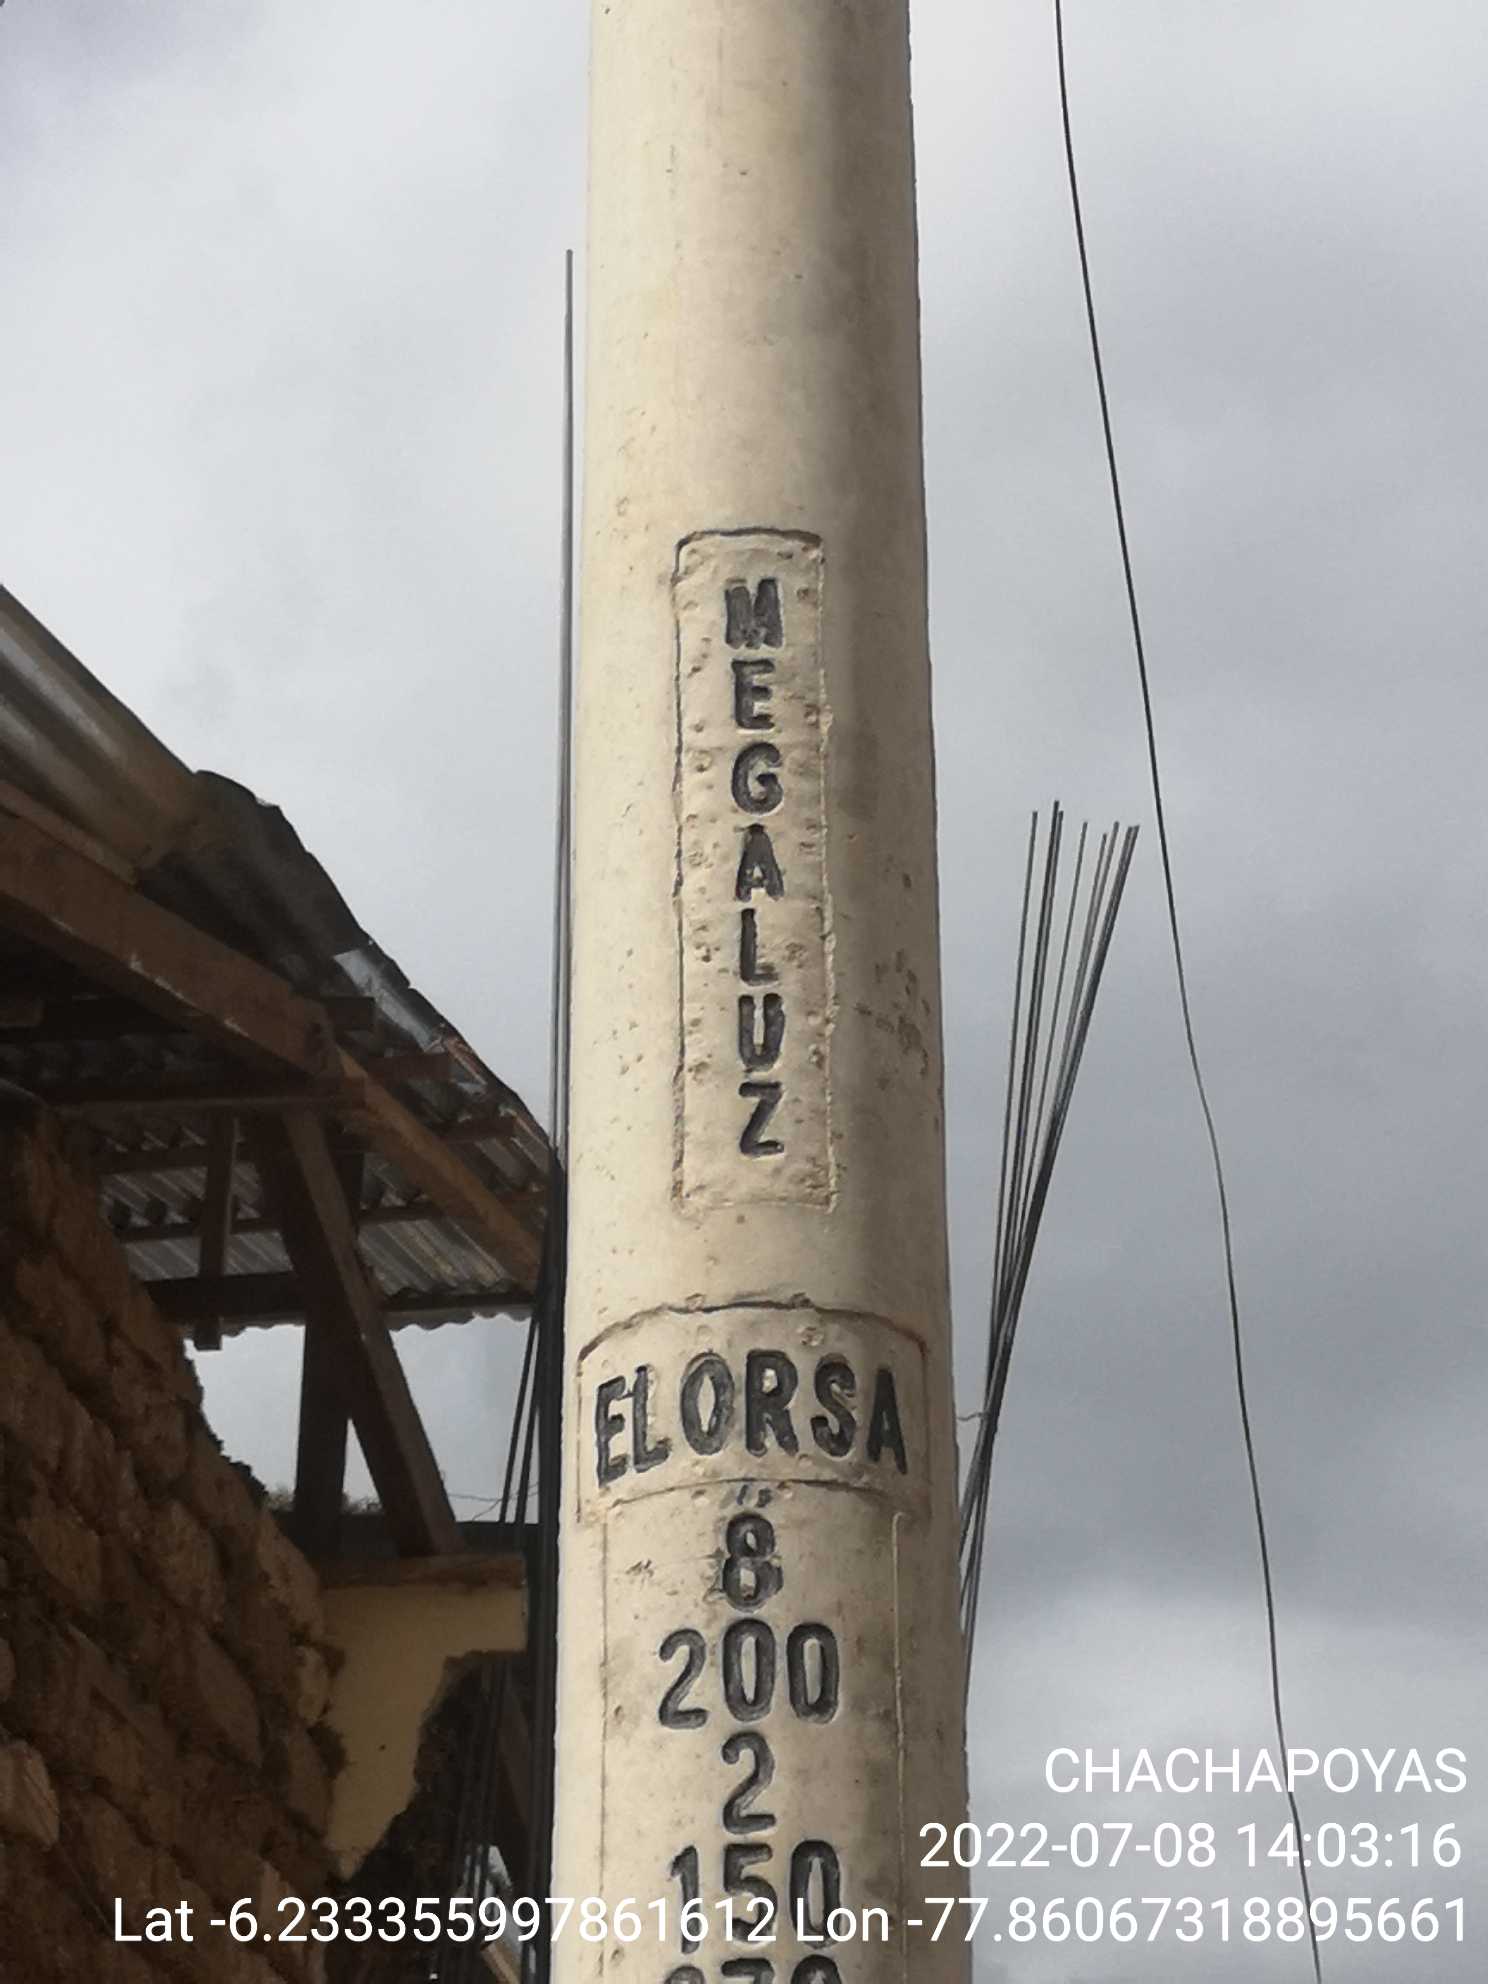 MEGALUZ
ELORSA
8
200
2
150
CHACHAPOYAS
2022-07-08 14:03:16
Lat -6.233355997861612 Lon -77.86067318895661